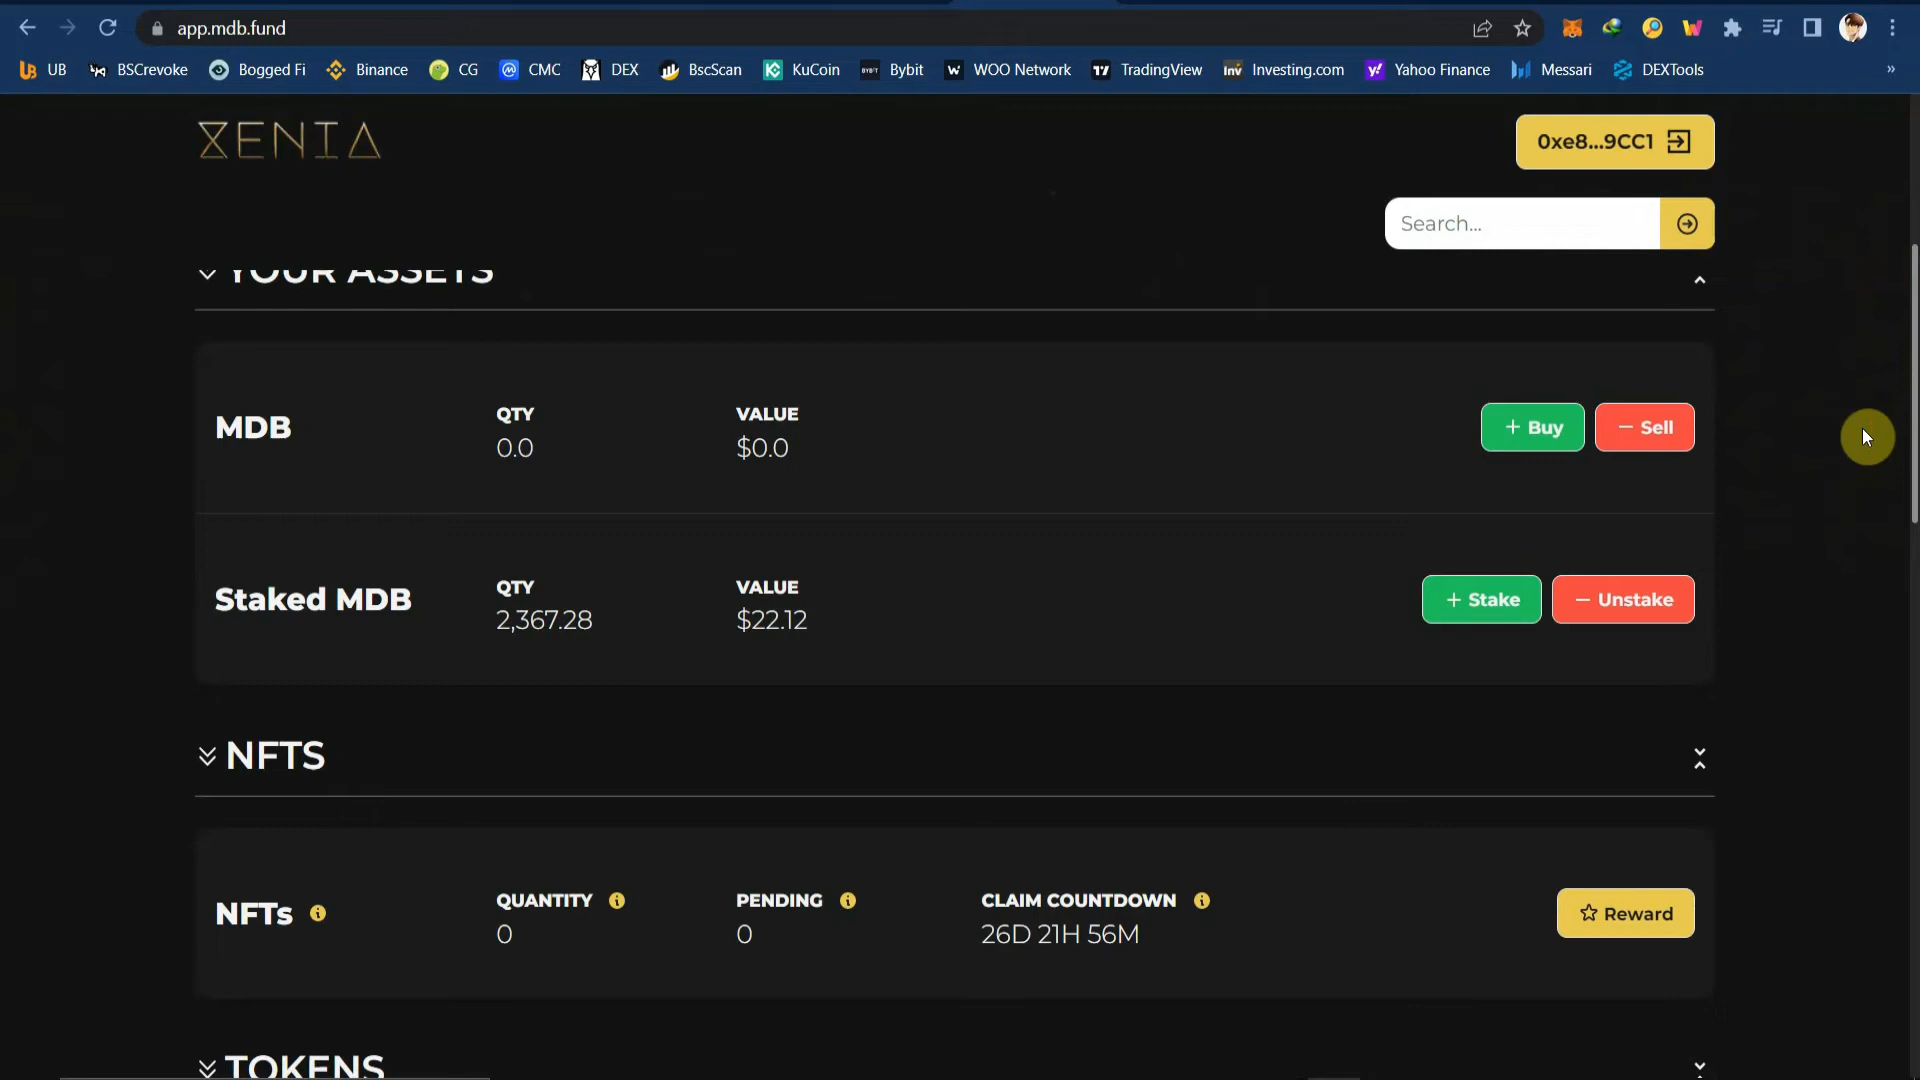 app.mdb.fund
UB BSCrevoke Bogged Fi Binance CG CMC DEX BscScan KuCoin Bybit WOO Network TradingView Investing.com Yahoo Finance Messari DEXTools »
XENIA
0xe8...9CC1
Search...
YOUR ASSETS
MDB
QTY
0.0
VALUE
$0.0
+ Buy
− Sell
Staked MDB
QTY
2,367.28
VALUE
$22.12
+ Stake
− Unstake
NFTS
NFTs
QUANTITY
0
PENDING
0
CLAIM COUNTDOWN
26D 21H 56M
Reward
TOKENS